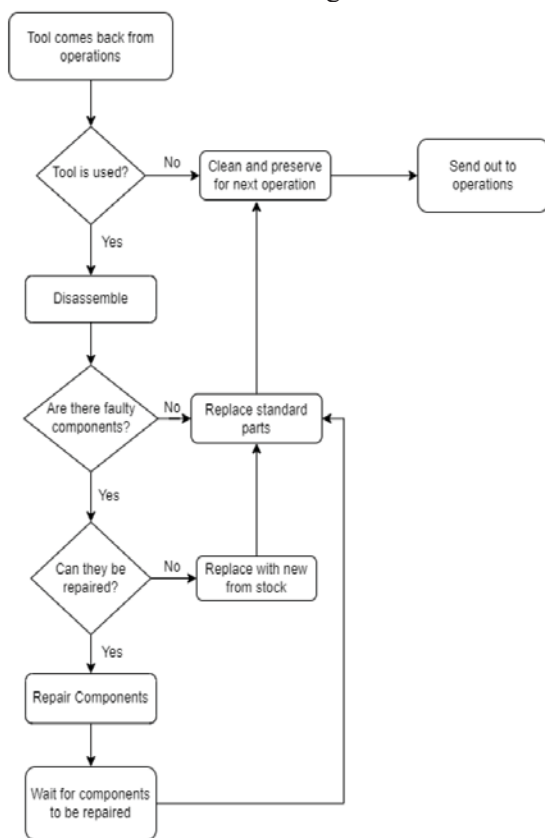 Tool comes back from
operations
Tool is used?
No
Clean and preserve
for next operation
Send out to
operations
Yes
Disassemble
Are there faulty
components?
No
Replace standard
parts
Yes
Can they be
repaired?
No
Replace with new
from stock
Yes
Repair Components
Wait for components
to be repaired